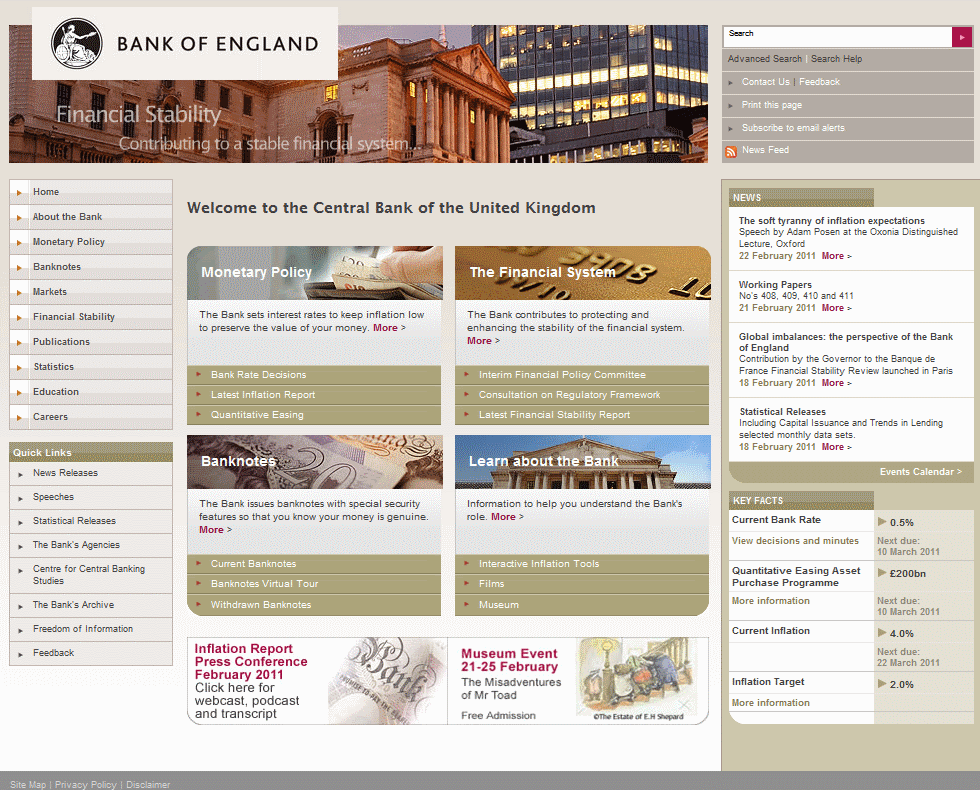 BANK OF ENGLAND
Financial Stability
Contributing to a stable financial system...
Search
Advanced Search | Search Help
Contact Us | Feedback
Print this page
Subscribe to email alerts
News Feed
Home
About the Bank
Monetary Policy
Banknotes
Markets
Financial Stability
Publications
Statistics
Education
Careers
Quick Links
News Releases
Speeches
Statistical Releases
The Bank's Agencies
Centre for Central Banking
Studies
The Bank's Archive
Freedom of Information
Feedback
Welcome to the Central Bank of the United Kingdom
Monetary Policy
The Bank sets interest rates to keep inflation low
to preserve the value of your money. More >
Bank Rate Decisions
Latest Inflation Report
Quantitative Easing
The Financial System
The Bank contributes to protecting and
enhancing the stability of the financial system.
More >
Interim Financial Policy Committee
Consultation on Regulatory Framework
Latest Financial Stability Report
Banknotes
The Bank issues banknotes with special security
features so that you know your money is genuine.
More >
Current Banknotes
Banknotes Virtual Tour
Withdrawn Banknotes
Learn about the Bank
Information to help you understand the Bank's
role. More >
Interactive Inflation Tools
Films
Museum
Inflation Report
Press Conference
February 2011
Click here for
webcast, podcast
and transcript
Museum Event
21-25 February
The Misadventures
of Mr Toad
Free Admission
©The Estate of E.H Shepard
NEWS
The soft tyranny of inflation expectations
Speech by Adam Posen at the Oxonia Distinguished
Lecture, Oxford
22 February 2011 More >
Working Papers
No's 408, 409, 410 and 411
21 February 2011 More >
Global imbalances: the perspective of the Bank
of England
Contribution by the Governor to the Banque de
France Financial Stability Review launched in Paris
18 February 2011 More >
Statistical Releases
Including Capital Issuance and Trends in Lending
selected monthly data sets.
18 February 2011 More >
Events Calendar >
KEY FACTS
Current Bank Rate 0.5%
View decisions and minutes Next due:
10 March 2011
Quantitative Easing Asset £200bn
Purchase Programme
More information Next due:
10 March 2011
Current Inflation 4.0%
Next due:
22 March 2011
Inflation Target 2.0%
More information
Site Map | Privacy Policy | Disclaimer